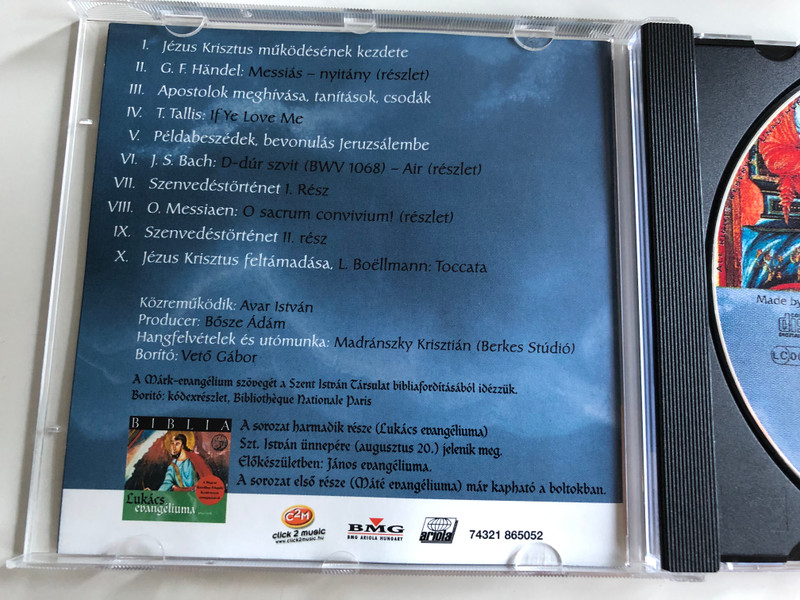 I. Jézus Krisztus működésének kezdete
II. G. F. Händel: Messiás – nyitány (részlet)
III. Apostolok meghívása, tanítások, csodák
IV. T. Tallis: If Ye Love Me
V. Példabeszédek, bevonulás Jeruzsálembe
VI. J. S. Bach: D-dúr szvit (BWV 1068) – Air (részlet)
VII. Szenvedéstörténet I. Rész
VIII. O. Messiaen: O sacrum convivium! (részlet)
IX. Szenvedéstörténet II. rész
X. Jézus Krisztus feltámadása, L. Boëllmann: Toccata
Közreműködik: Avar István
Producer: Bősze Ádám
Hangfelvételek és utómunka: Madránszky Krisztián (Berkes Stúdió)
Borító: Vető Gábor
A Márk-evangélium szövegét a Szent István Társulat bibliafordításából idézzük.
Borító: kódexrészlet, Bibliothèque Nationale Paris
BIBLIA
Lukács
evangéliuma
A sorozat harmadik része (Lukács evangéliuma)
Szt. István ünnepére (augusztus 20.) jelenik meg.
Előkészületben: János evangéliuma.
A sorozat első része (Máté evangéliuma) már kapható a boltokban.
C2M
click 2 music
www.click2music.hu
BMG
BMG ARIOLA HUNGARY
ariola
74321 865052
Made by
LC